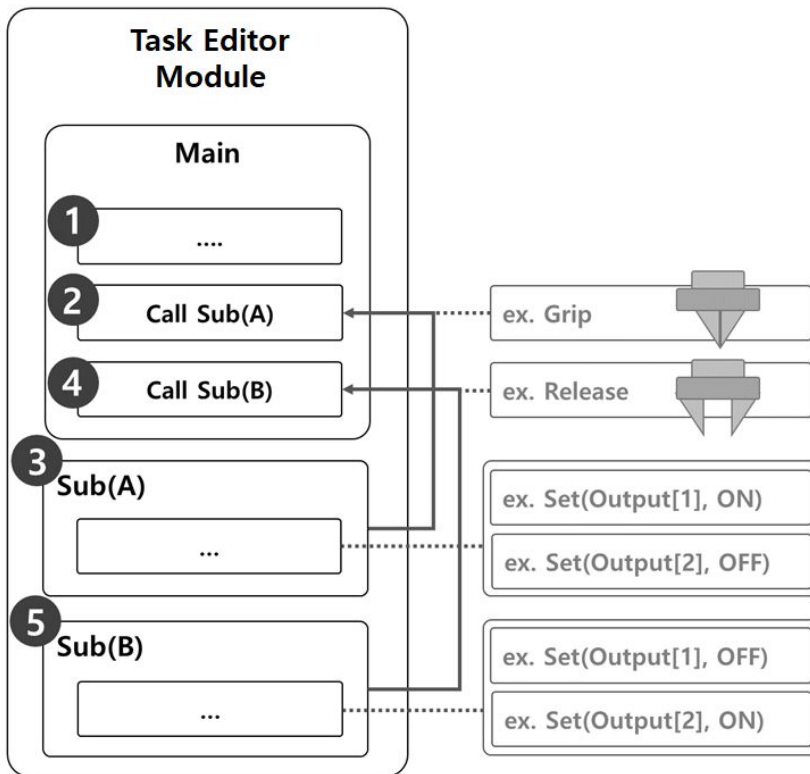 Task Editor
Module
Main
1
....
2
Call Sub(A)
ex. Grip
4
Call Sub(B)
ex. Release
3
Sub(A)
...
ex. Set(Output[1], ON)
ex. Set(Output[2], OFF)
5
Sub(B)
...
ex. Set(Output[1], OFF)
ex. Set(Output[2], ON)